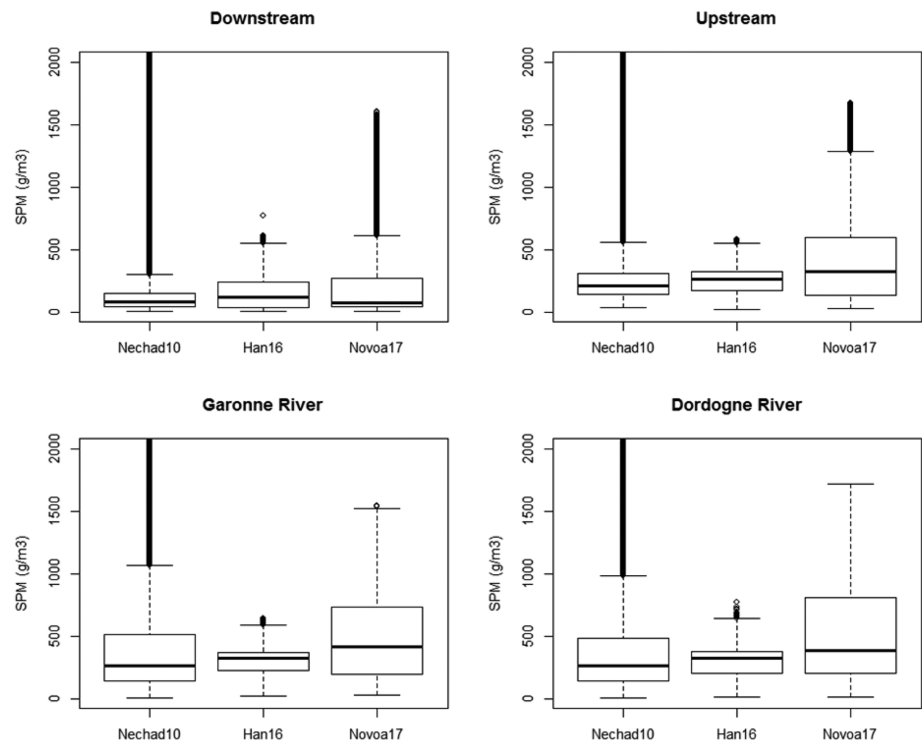 Downstream
SPM (g/m3)
0
500
1000
1500
2000
Nechad10
Han16
Novoa17
Upstream
SPM (g/m3)
0
500
1000
1500
2000
Nechad10
Han16
Novoa17
Garonne River
SPM (g/m3)
0
500
1000
1500
2000
Nechad10
Han16
Novoa17
Dordogne River
SPM (g/m3)
0
500
1000
1500
2000
Nechad10
Han16
Novoa17